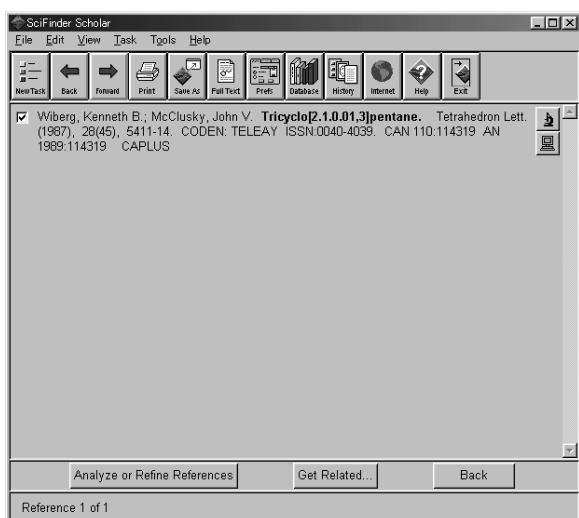 SciFinder Scholar
File Edit View Task Tools Help
New Task Back Forward Print Save As Full Text Prefs Database History Internet Help Exit
Wiberg, Kenneth B.; McClusky, John V. Tricyclo[2.1.0.01,3]pentane. Tetrahedron Lett.
(1987), 28(45), 5411-14. CODEN: TELEAY ISSN:0040-4039. CAN 110:114319 AN
1989:114319 CAPLUS
Analyze or Refine References Get Related... Back
Reference 1 of 1